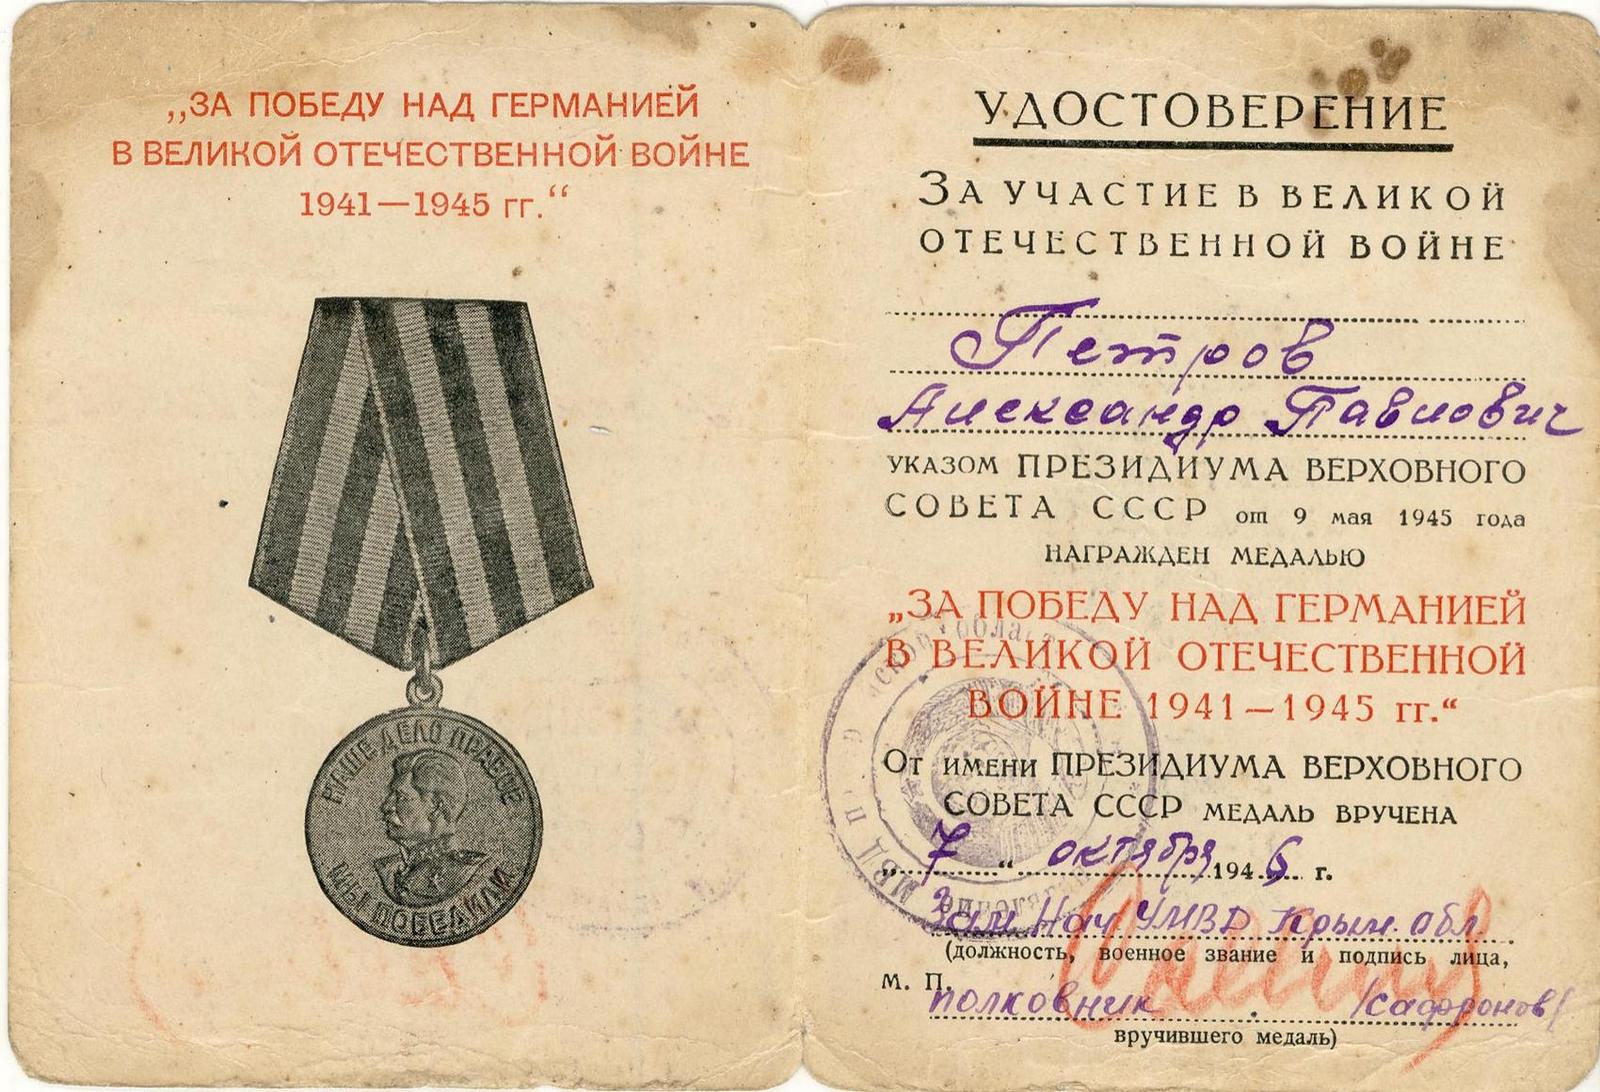 „ЗА ПОБЕДУ НАД ГЕРМАНИЕЙ
В ВЕЛИКОЙ ОТЕЧЕСТВЕННОЙ ВОЙНЕ
1941—1945 гг.“
НАШЕ ДЕЛО ПРАВОЕ
МЫ ПОБЕДИЛИ
УДОСТОВЕРЕНИЕ
ЗА УЧАСТИЕ В ВЕЛИКОЙ
ОТЕЧЕСТВЕННОЙ ВОЙНЕ
Петров
Александр Павлович
УКАЗОМ ПРЕЗИДИУМА ВЕРХОВНОГО
СОВЕТА СССР от 9 мая 1945 года
НАГРАЖДЕН МЕДАЛЬЮ
„ЗА ПОБЕДУ НАД ГЕРМАНИЕЙ
В ВЕЛИКОЙ ОТЕЧЕСТВЕННОЙ
ВОЙНЕ 1941—1945 гг.“
От имени ПРЕЗИДИУМА ВЕРХОВНОГО
СОВЕТА СССР МЕДАЛЬ ВРУЧЕНА
„7“ октября 1946 г.
Зам Нач УМВД Крым. обл
(должность, военное звание и подпись лица,
М. П.
полковник /Сафронов/
вручившего медаль)
МВД